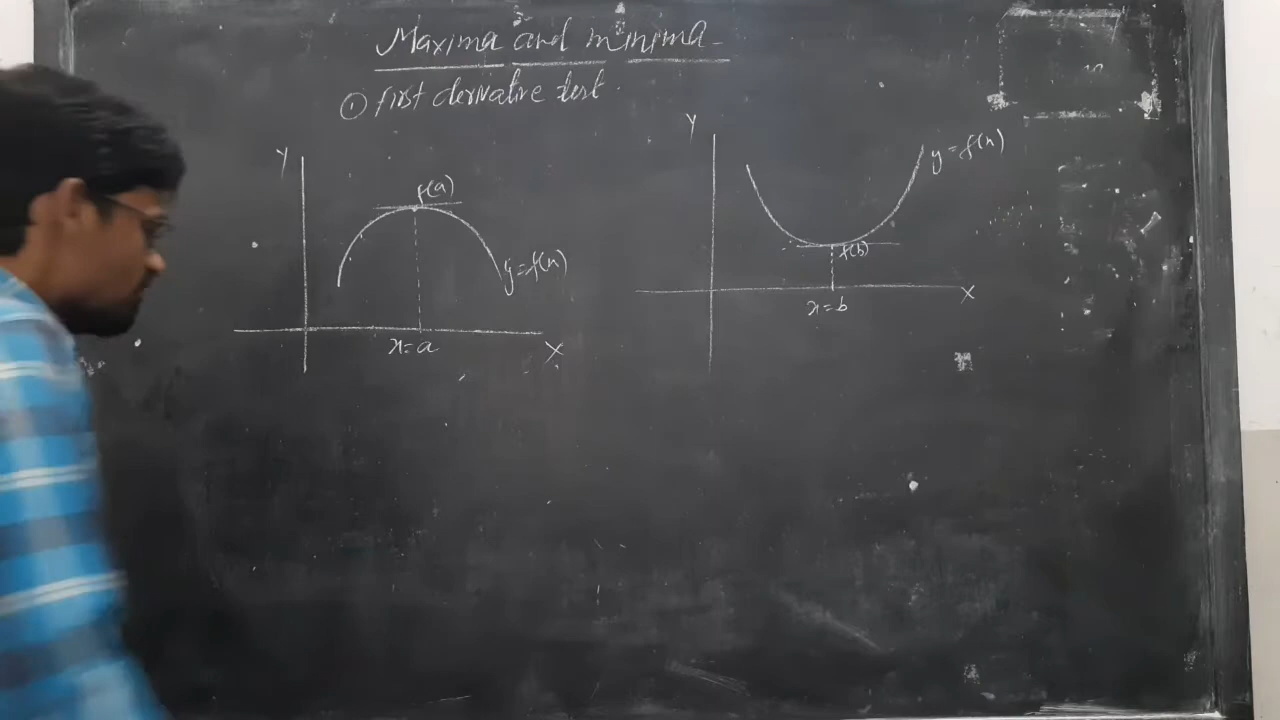 Maxima and minima
① first derivative test.
Y
f(a)
y=f(x)
x=a
X
Y
y=f(x)
f(b)
x=b
X